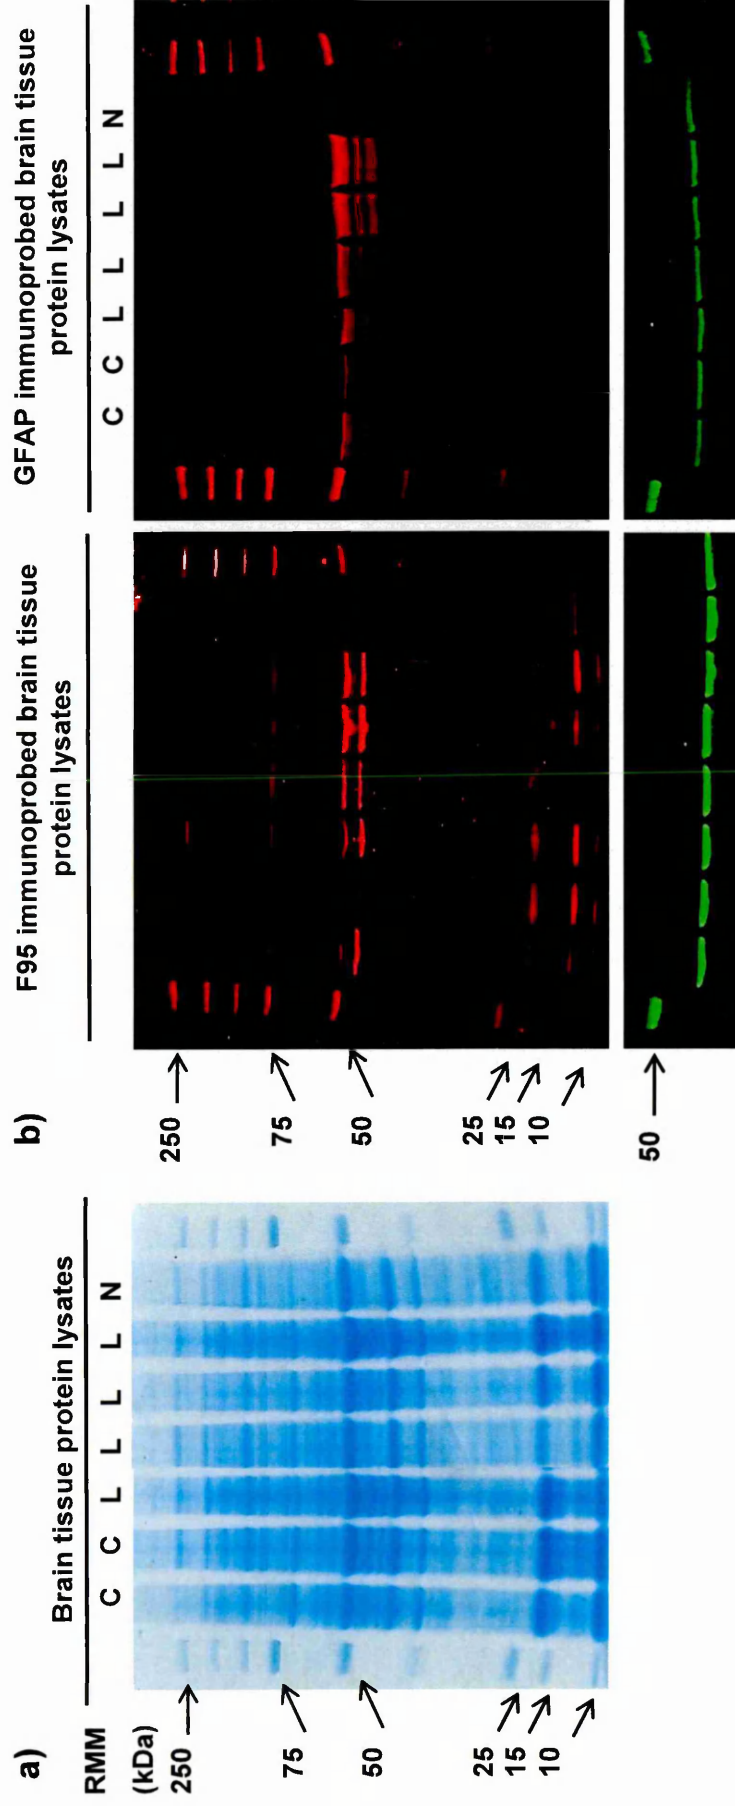 a)
Brain tissue protein lysates
RMM
(kDa)
C C L L L L N
250
75
50
25
15
10
b)
F95 immunoprobed brain tissue
protein lysates
GFAP immunoprobed brain tissue
protein lysates
C C L L L L N
250
75
50
25
15
10
50